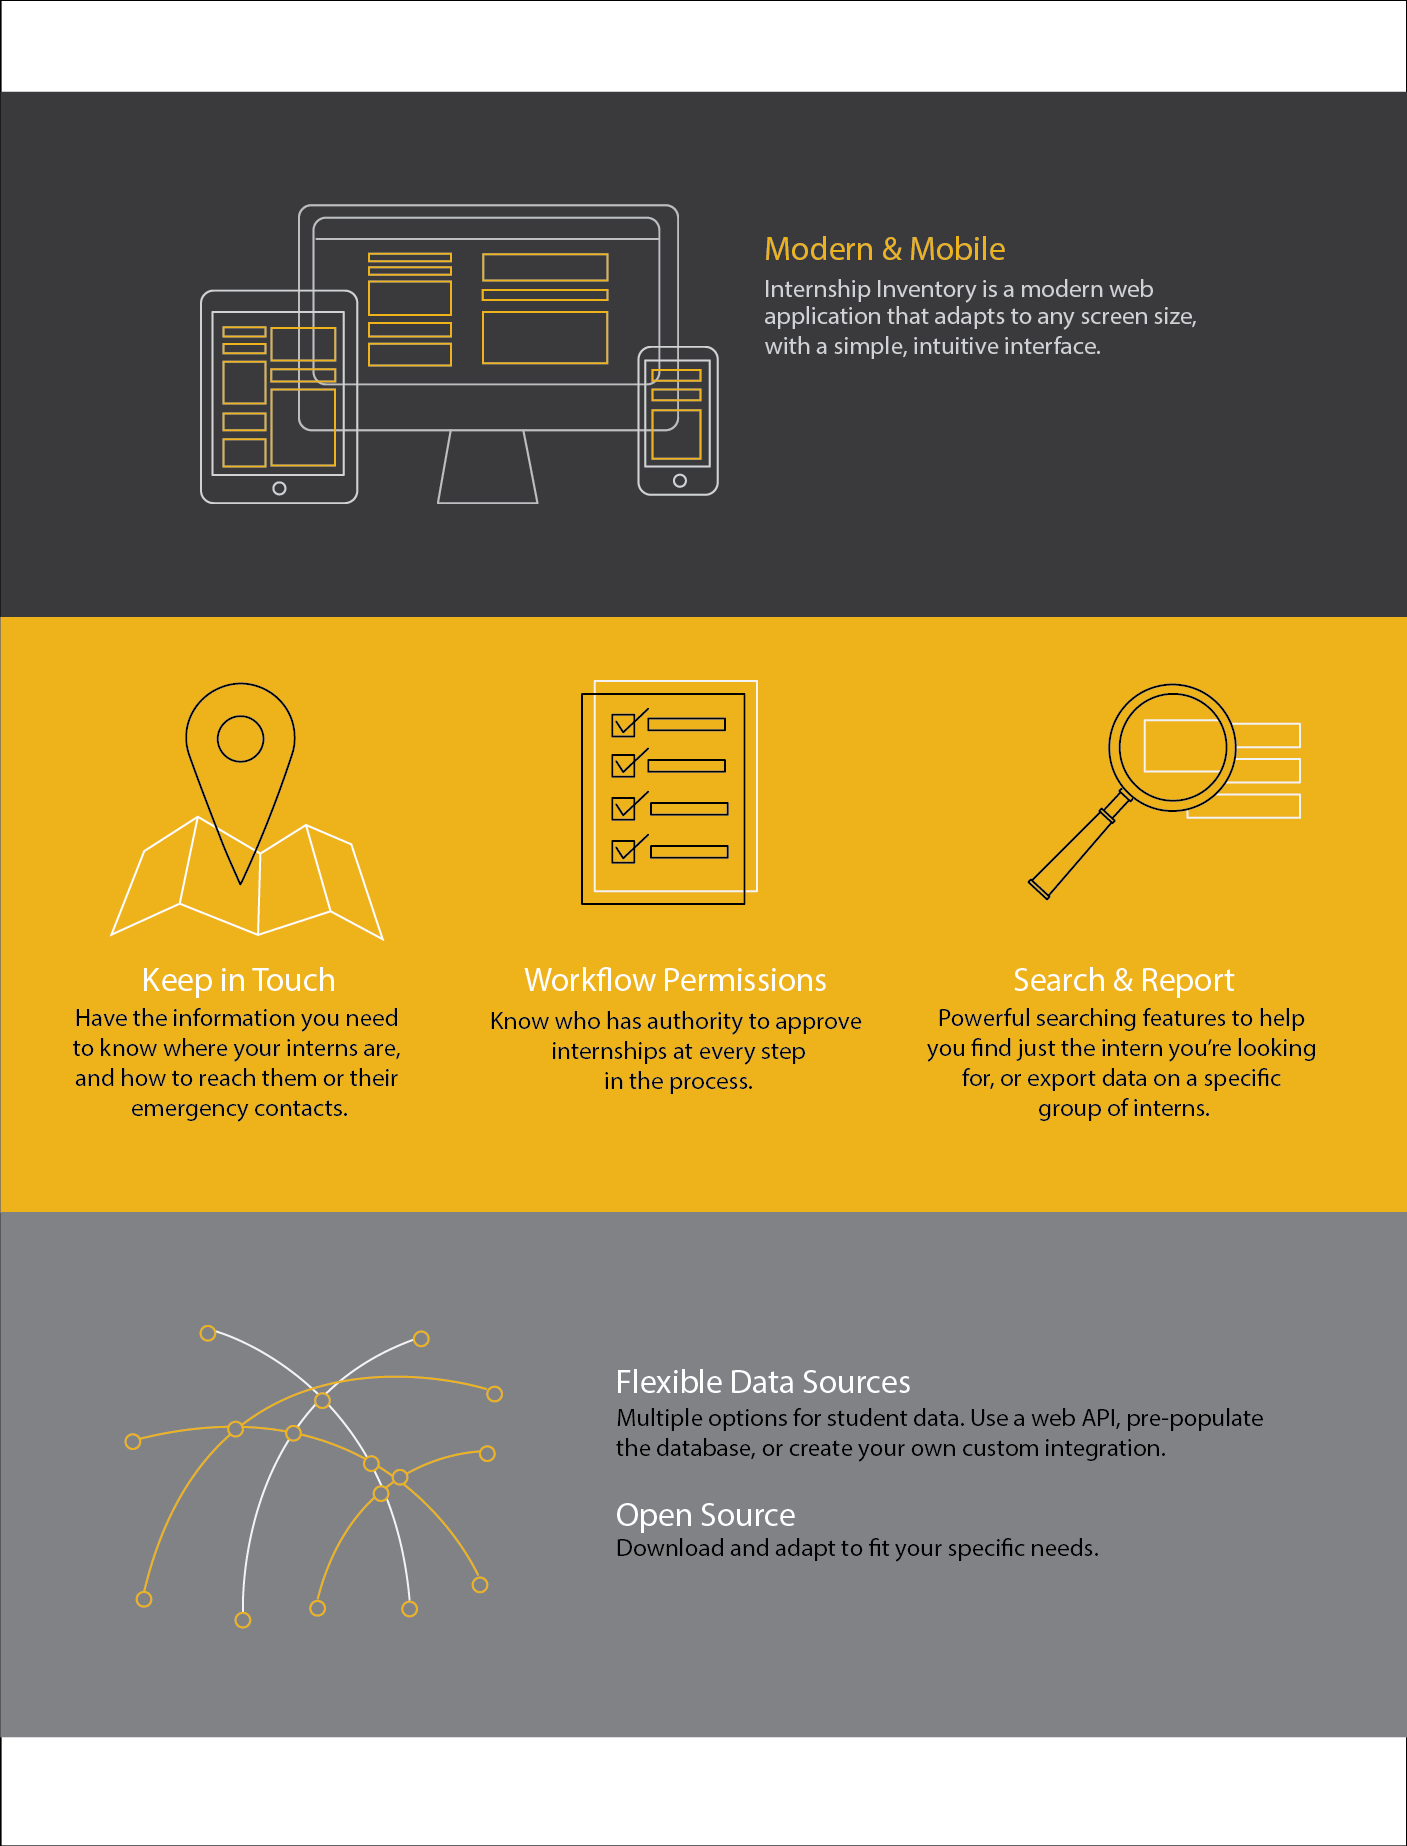 Modern & Mobile
Internship Inventory is a modern web
application that adapts to any screen size,
with a simple, intuitive interface.
Keep in Touch
Have the information you need
to know where your interns are,
and how to reach them or their
emergency contacts.
Workflow Permissions
Know who has authority to approve
internships at every step
in the process.
Search & Report
Powerful searching features to help
you find just the intern you’re looking
for, or export data on a specific
group of interns.
Flexible Data Sources
Multiple options for student data. Use a web API, pre-populate
the database, or create your own custom integration.
Open Source
Download and adapt to fit your specific needs.